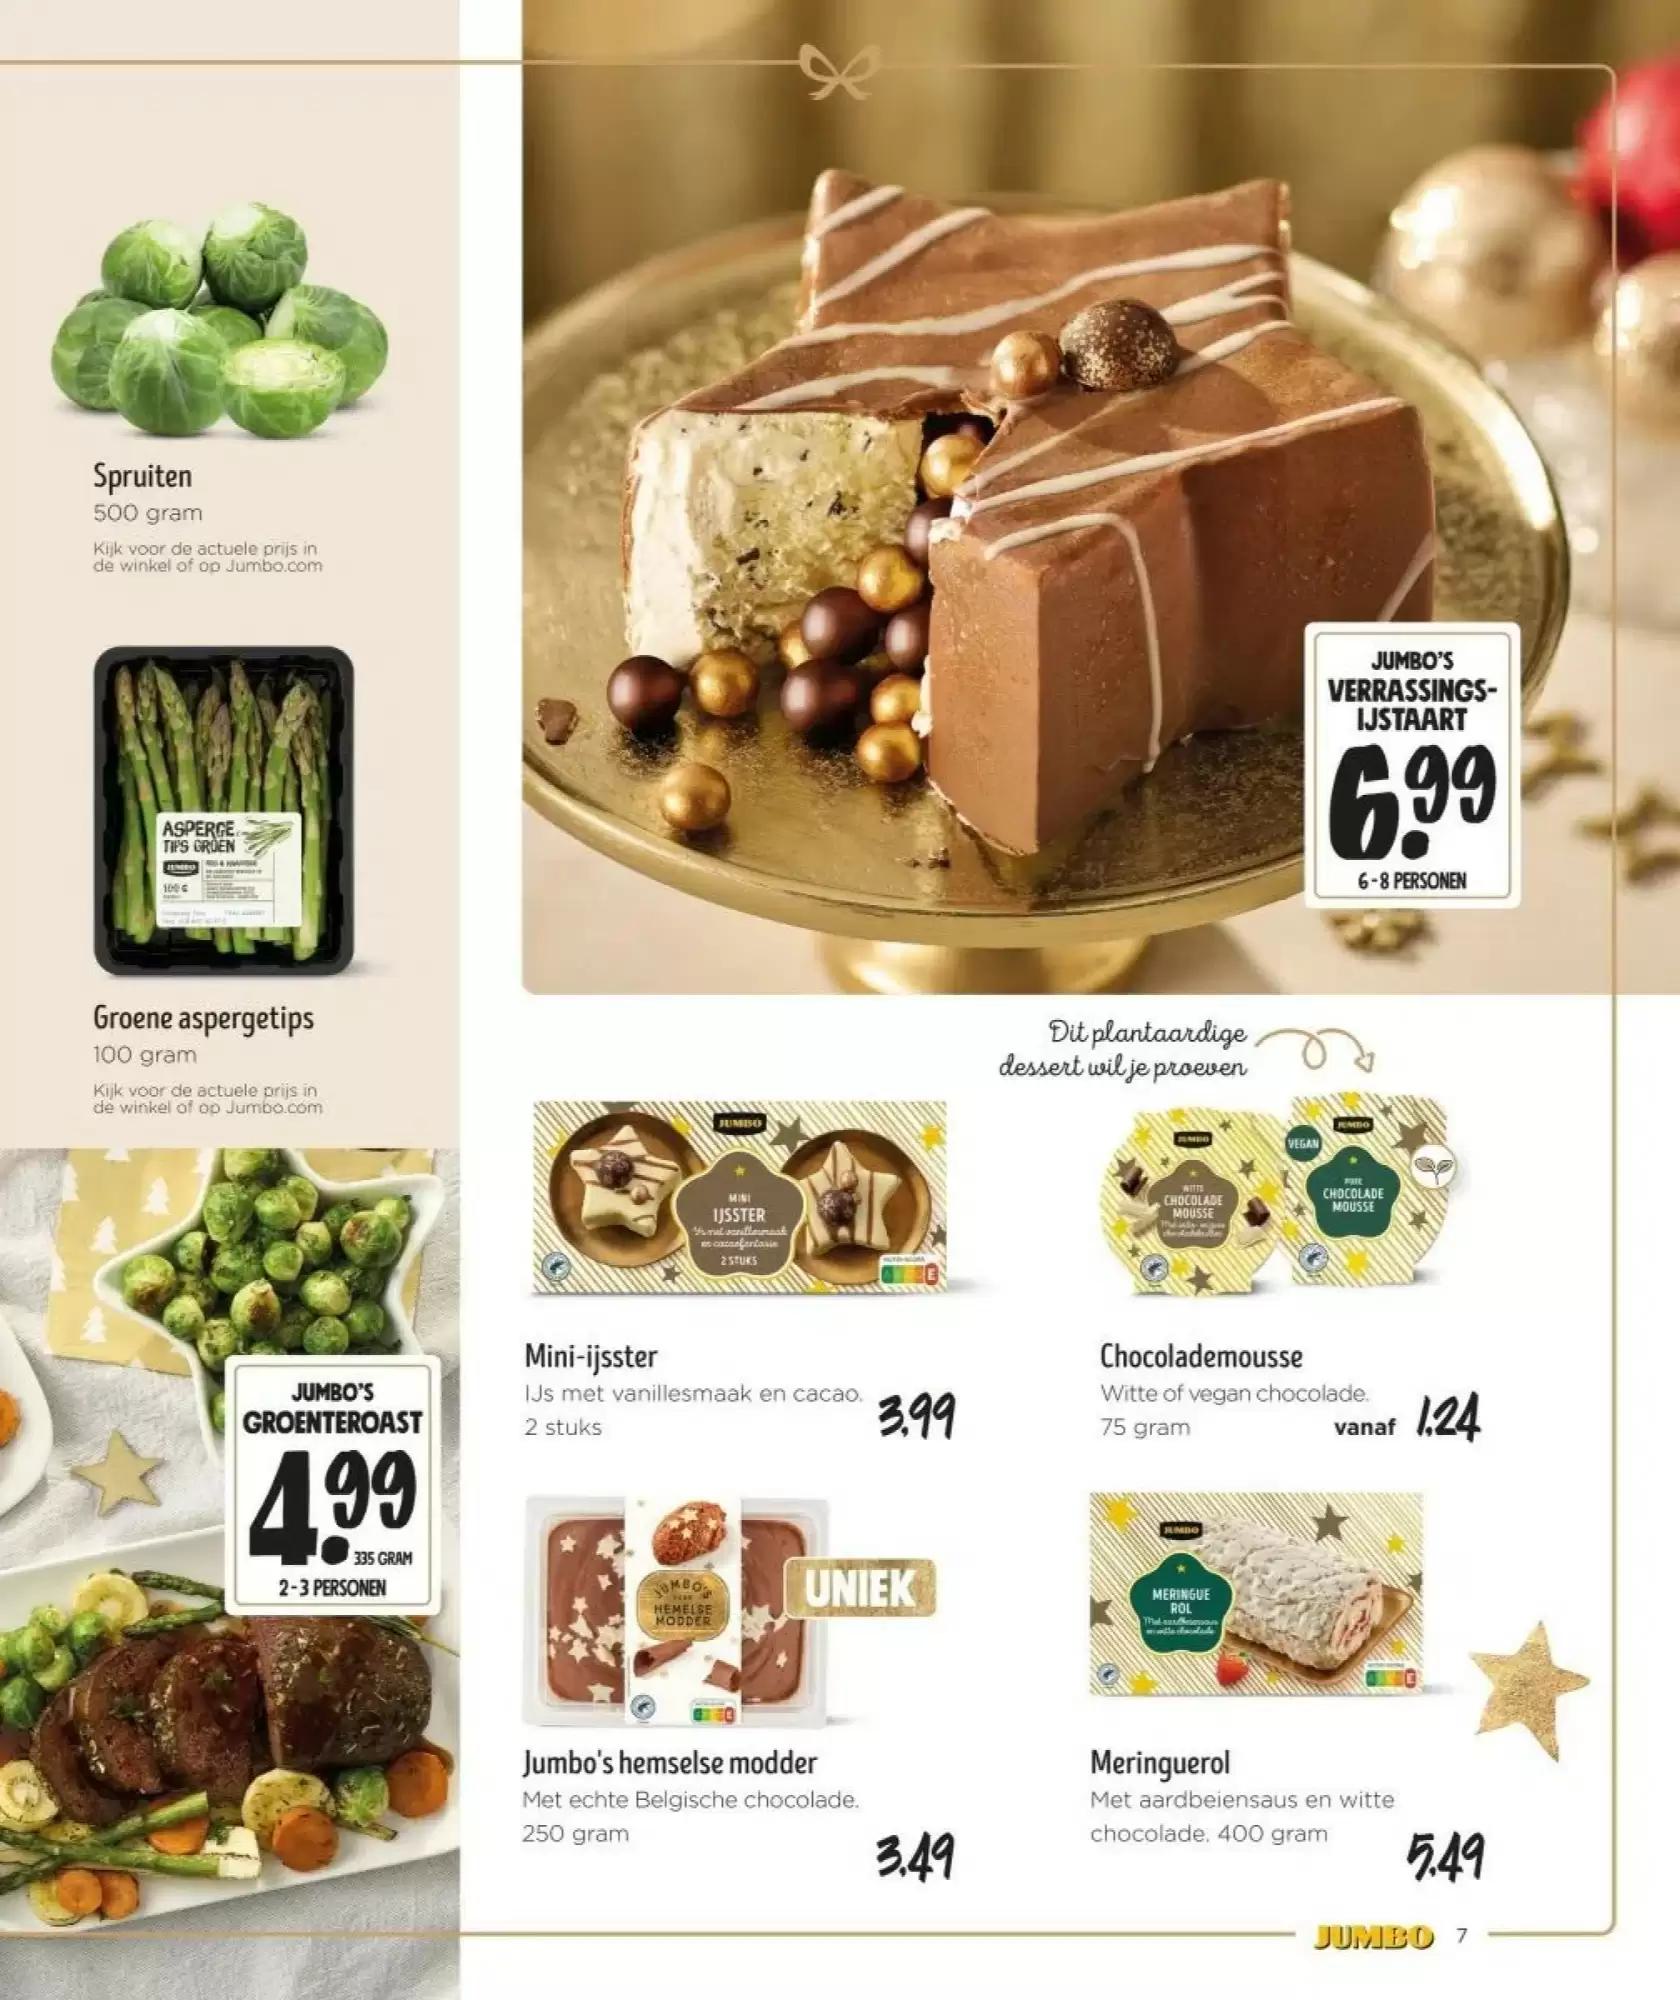 Spruiten
500 gram
Kijk voor de actuele prijs in
de winkel of op Jumbo.com
ASPERGE
TIPS GROEN
JUMBO
100 g
Groene aspergetips
100 gram
Kijk voor de actuele prijs in
de winkel of op Jumbo.com
JUMBO'S
GROENTEROAST
4.99
335 GRAM
2-3 PERSONEN
JUMBO'S
VERRASSINGS-
IJSTAART
6.99
6-8 PERSONEN
Dit plantaardige
dessert wil je proeven
JUMBO
MINI
IJSSTER
IJs met vanillesmaak
en cacaofantasie
2 STUKS
E
Mini-ijsster
IJs met vanillesmaak en cacao.
2 stuks
3,99
JUMBO
WITTE
CHOCOLADE
MOUSSE
JUMBO
VEGAN
PURE
CHOCOLADE
MOUSSE
Chocolademousse
Witte of vegan chocolade.
75 gram
vanaf 1,24
JUMBO'S
HEMELSE
MODDER
UNIEK
Jumbo's hemselse modder
Met echte Belgische chocolade.
250 gram
3,49
JUMBO
MERINGUE
ROL
Met aardbeiensaus
en witte chocolade
E
Meringuerol
Met aardbeiensaus en witte
chocolade. 400 gram
5,49
JUMBO 7